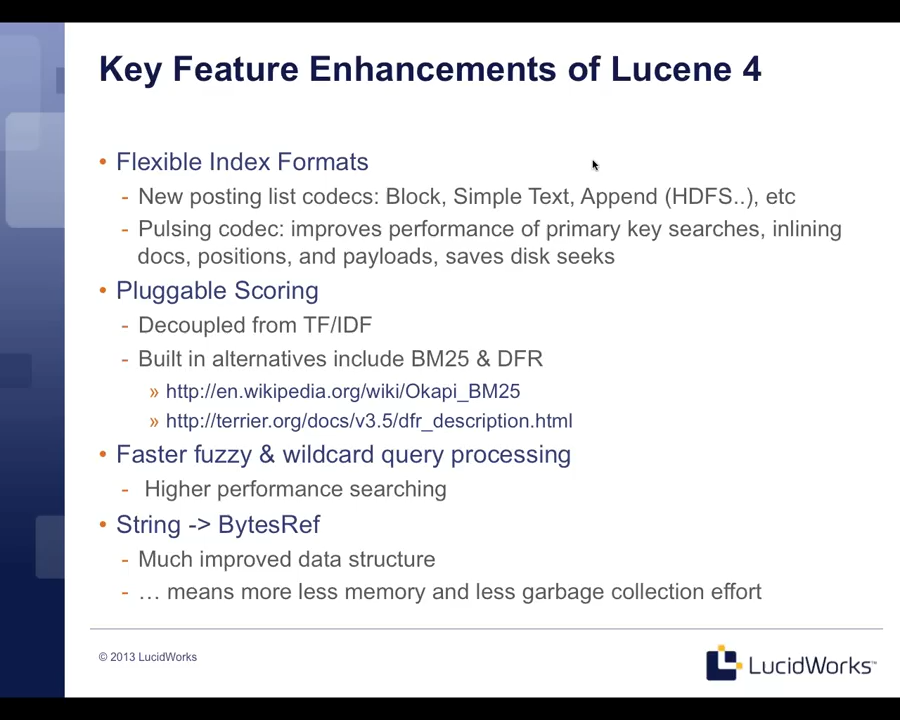 Key Feature Enhancements of Lucene 4
• Flexible Index Formats
- New posting list codecs: Block, Simple Text, Append (HDFS..), etc
- Pulsing codec: improves performance of primary key searches, inlining
docs, positions, and payloads, saves disk seeks
• Pluggable Scoring
- Decoupled from TF/IDF
- Built in alternatives include BM25 & DFR
» http://en.wikipedia.org/wiki/Okapi_BM25
» http://terrier.org/docs/v3.5/dfr_description.html
• Faster fuzzy & wildcard query processing
- Higher performance searching
• String -> BytesRef
- Much improved data structure
- … means more less memory and less garbage collection effort
© 2013 LucidWorks
LucidWorks™